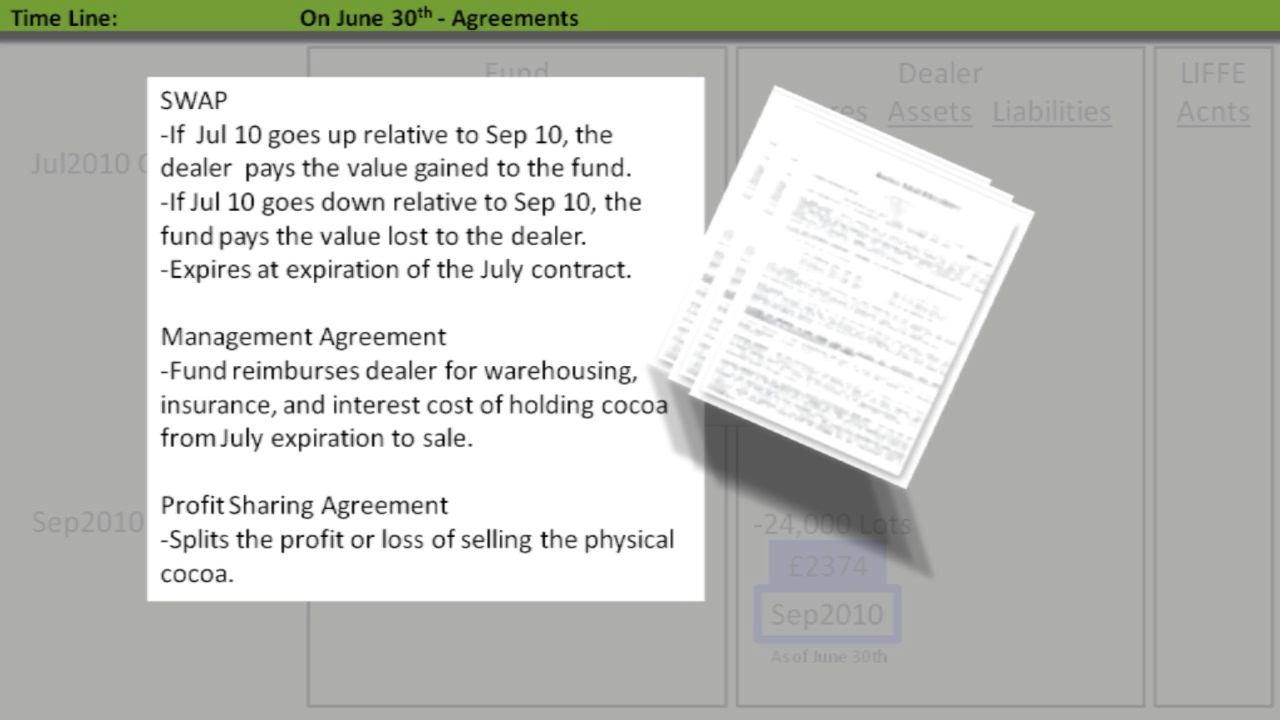 Time Line: On June 30th - Agreements
Fund
Dealer
LIFFE
Assets Liabilities
Acnts
Jul2010
SWAP
-If Jul 10 goes up relative to Sep 10, the
dealer pays the value gained to the fund.
-If Jul 10 goes down relative to Sep 10, the
fund pays the value lost to the dealer.
-Expires at expiration of the July contract.
Management Agreement
-Fund reimburses dealer for warehousing,
insurance, and interest cost of holding cocoa
from July expiration to sale.
Profit Sharing Agreement
-Splits the profit or loss of selling the physical
cocoa.
Sep2010
-24,000 Lots
£2374
Sep2010
As of June 30th